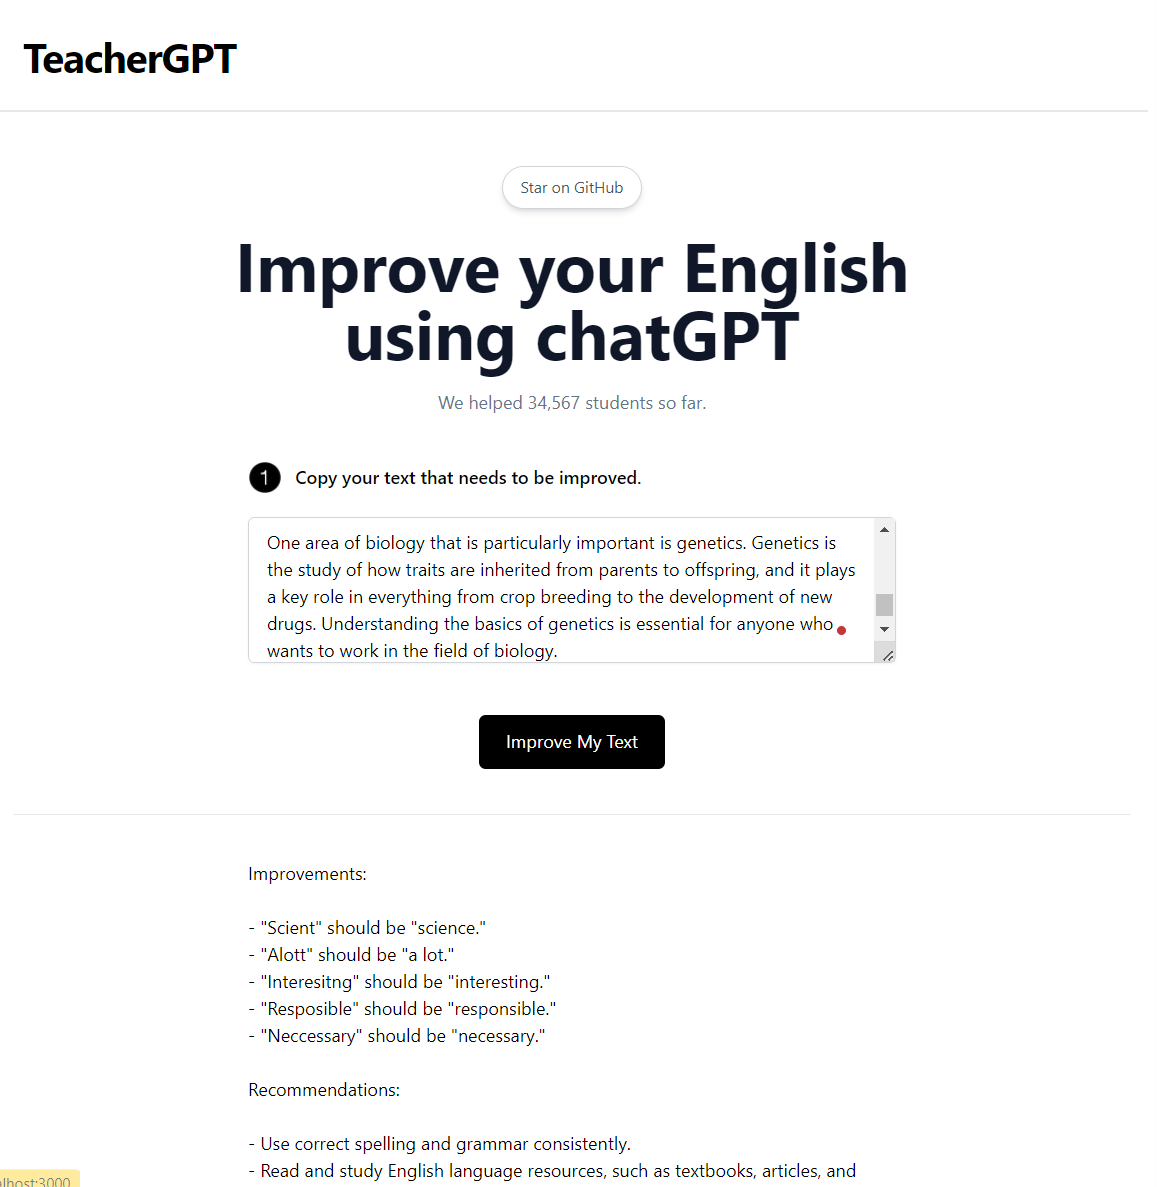 TeacherGPT
Star on GitHub
Improve your English
using chatGPT
We helped 34,567 students so far.
1 Copy your text that needs to be improved.
One area of biology that is particularly important is genetics. Genetics is
the study of how traits are inherited from parents to offspring, and it plays
a key role in everything from crop breeding to the development of new
drugs. Understanding the basics of genetics is essential for anyone who
wants to work in the field of biology.
Improve My Text
Improvements:
- "Scient" should be "science."
- "Alott" should be "a lot."
- "Interesitng" should be "interesting."
- "Resposible" should be "responsible."
- "Neccessary" should be "necessary."
Recommendations:
- Use correct spelling and grammar consistently.
- Read and study English language resources, such as textbooks, articles, and
lhost:3000